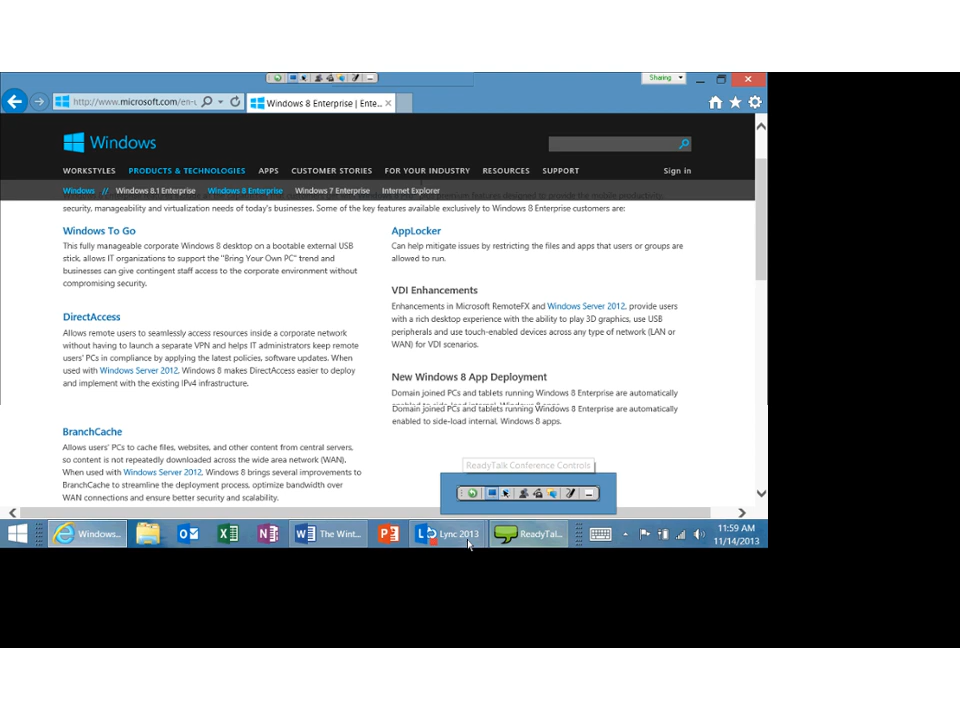 Sharing
http://www.microsoft.com/en-u
Windows 8 Enterprise | Ente...
Windows
WORKSTYLES PRODUCTS & TECHNOLOGIES APPS CUSTOMER STORIES FOR YOUR INDUSTRY RESOURCES SUPPORT Sign in
Windows // Windows 8.1 Enterprise Windows 8 Enterprise Windows 7 Enterprise Internet Explorer
security, manageability and virtualization needs of today's businesses. Some of the key features available exclusively to Windows 8 Enterprise customers are:
Windows To Go
This fully manageable corporate Windows 8 desktop on a bootable external USB
stick, allows IT organizations to support the "Bring Your Own PC" trend and
businesses can give contingent staff access to the corporate environment without
compromising security.
DirectAccess
Allows remote users to seamlessly access resources inside a corporate network
without having to launch a separate VPN and helps IT administrators keep remote
users' PCs in compliance by applying the latest policies, software updates. When
used with Windows Server 2012, Windows 8 makes DirectAccess easier to deploy
and implement with the existing IPv4 infrastructure.
BranchCache
Allows users' PC to cache files, websites, and other content from central servers,
so content is not repeatedly downloaded across the wide area network (WAN).
When used with Windows Server 2012, Windows 8 brings several improvements to
BranchCache to streamline the deployment process, optimize bandwidth over
WAN connections and ensure better security and scalability.
AppLocker
Can help mitigate issues by restricting the files and apps that users or groups are
allowed to run.
VDI Enhancements
Enhancements in Microsoft RemoteFX and Windows Server 2012, provide users
with a rich desktop experience with the ability to play 3D graphics, use USB
peripherals and use touch-enabled devices across any type of network (LAN or
WAN) for VDI scenarios.
New Windows 8 App Deployment
Domain joined PCs and tablets running Windows 8 Enterprise are automatically
Domain joined PCs and tablets running Windows 8 Enterprise are automatically
enabled to side-load internal, Windows 8 apps.
ReadyTalk Conference Controls
Windows...
The Wint...
Lync 2013
ReadyTal...
11:59 AM
11/14/2013